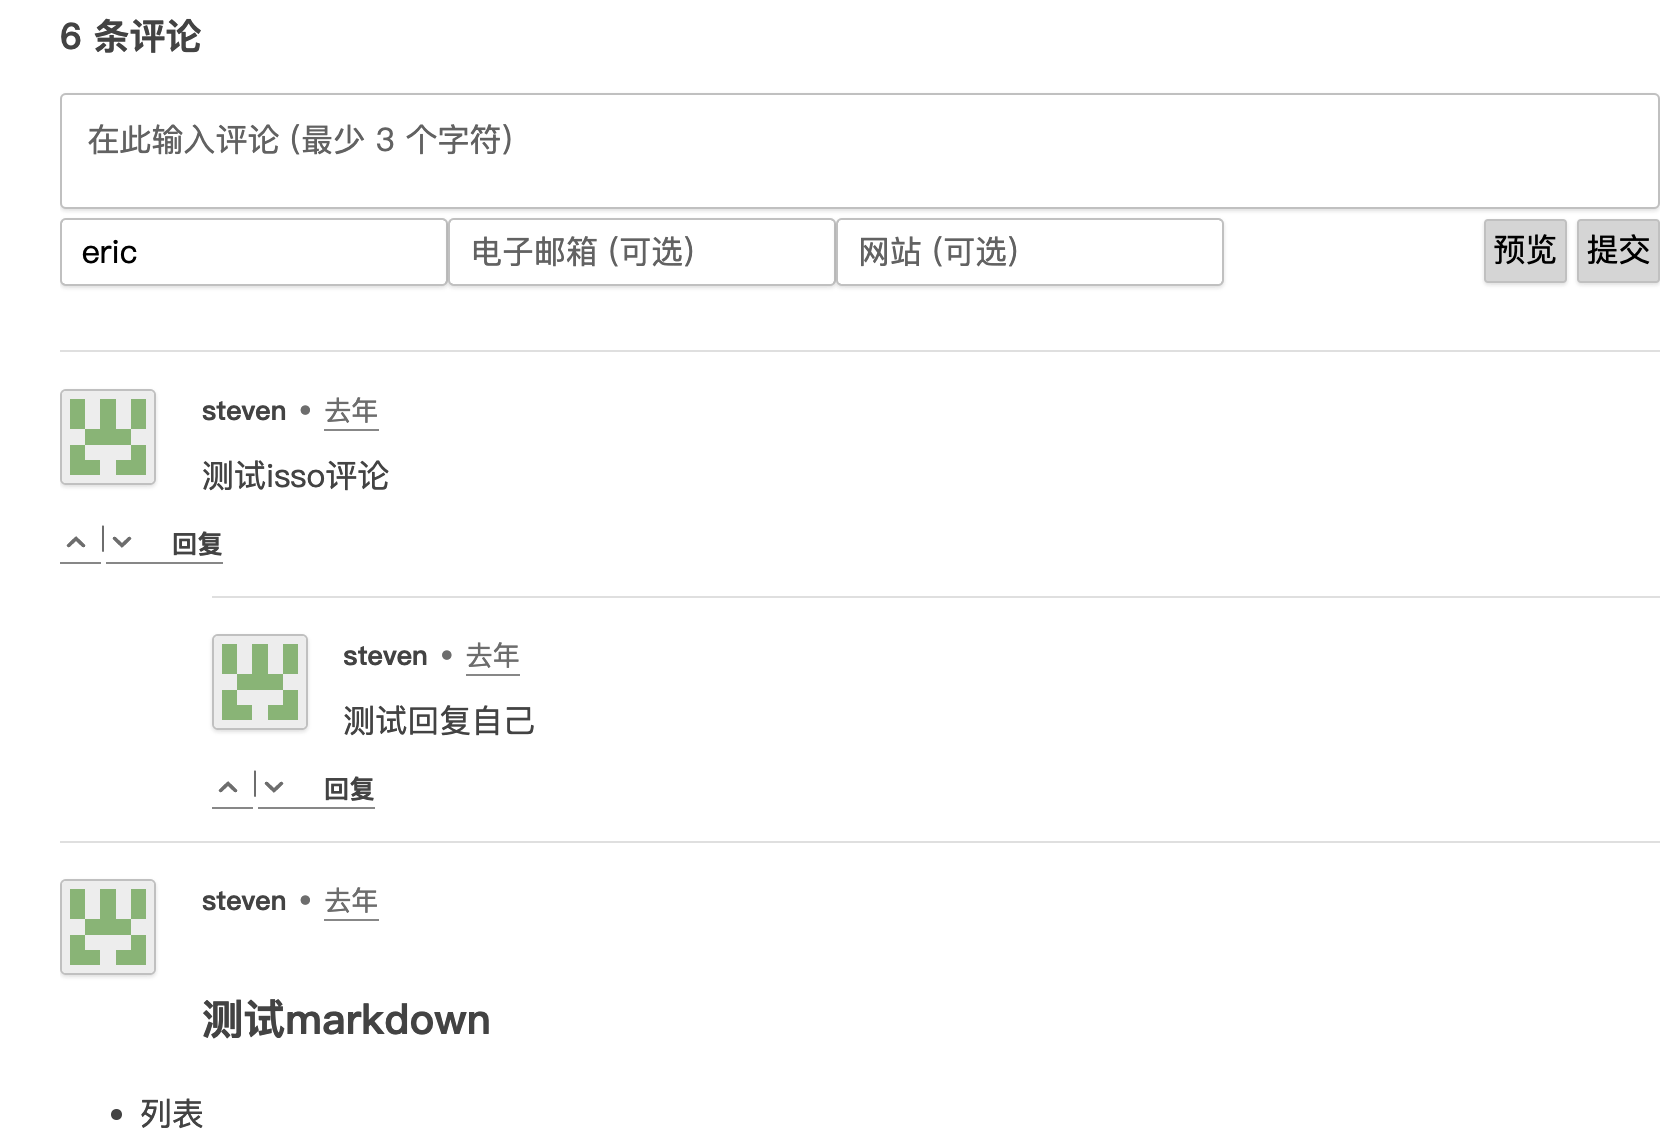 6 条评论
在此输入评论 (最少 3 个字符)
eric 电子邮箱 (可选) 网站 (可选) 预览 提交
steven • 去年
测试isso评论
回复
steven • 去年
测试回复自己
回复
steven • 去年
测试markdown
• 列表